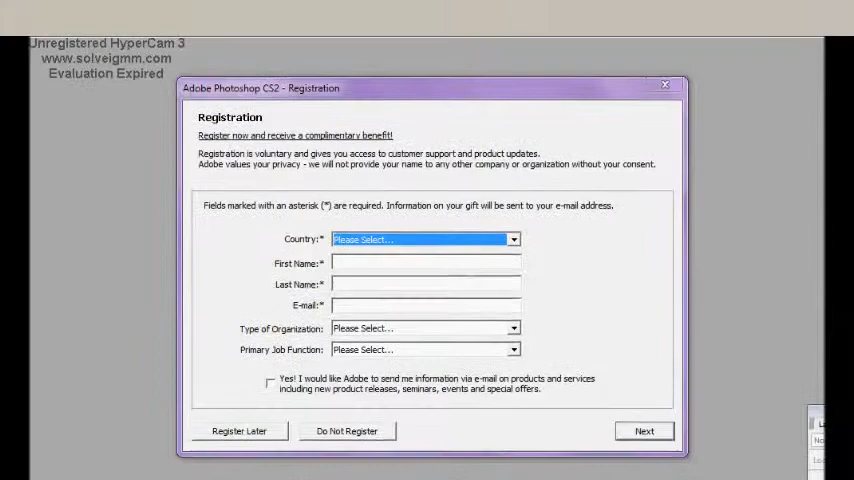 Unregistered HyperCam 3
www.solveigmm.com
Evaluation Expired
Adobe Photoshop CS2 - Registration
Registration
Register now and receive a complimentary benefit!
Registration is voluntary and gives you access to customer support and product updates.
Adobe values your privacy - we will not provide your name to any other company or organization without your consent.
Fields marked with an asterisk (*) are required. Information on your gift will be sent to your e-mail address.
Country:* Please Select...
First Name:*
Last Name:*
E-mail:*
Type of Organization: Please Select...
Primary Job Function: Please Select...
Yes! I would like Adobe to send me information via e-mail on products and services
including new product releases, seminars, events and special offers.
Register Later Do Not Register Next